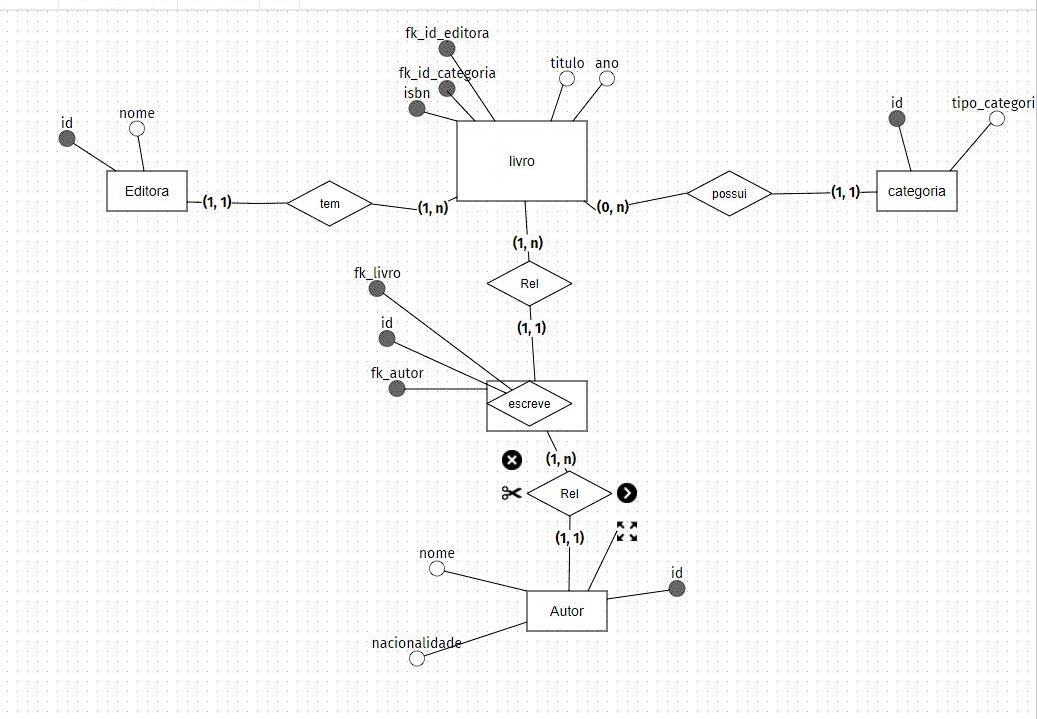 fk_id_editora
fk_id_categoria
titulo
ano
isbn
id
tipo_categori
nome
id
livro
Editora
categoria
(1, 1)
tem
(1, n)
(0, n)
possui
(1, 1)
(1, n)
fk_livro
Rel
id
(1, 1)
fk_autor
escreve
(1, n)
Rel
(1, 1)
nome
id
Autor
nacionalidade